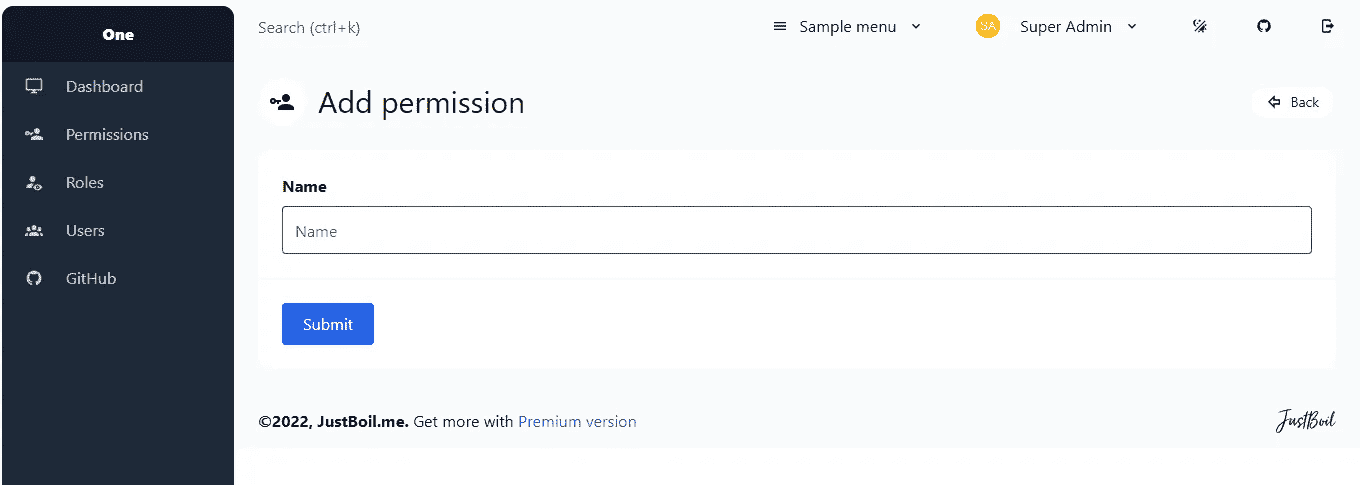 One
Search (ctrl+k)
Sample menu
SA
Super Admin
Dashboard
Permissions
Roles
Users
GitHub
Add permission
Back
Name
Name
Submit
©2022, JustBoil.me. Get more with Premium version
JustBoil